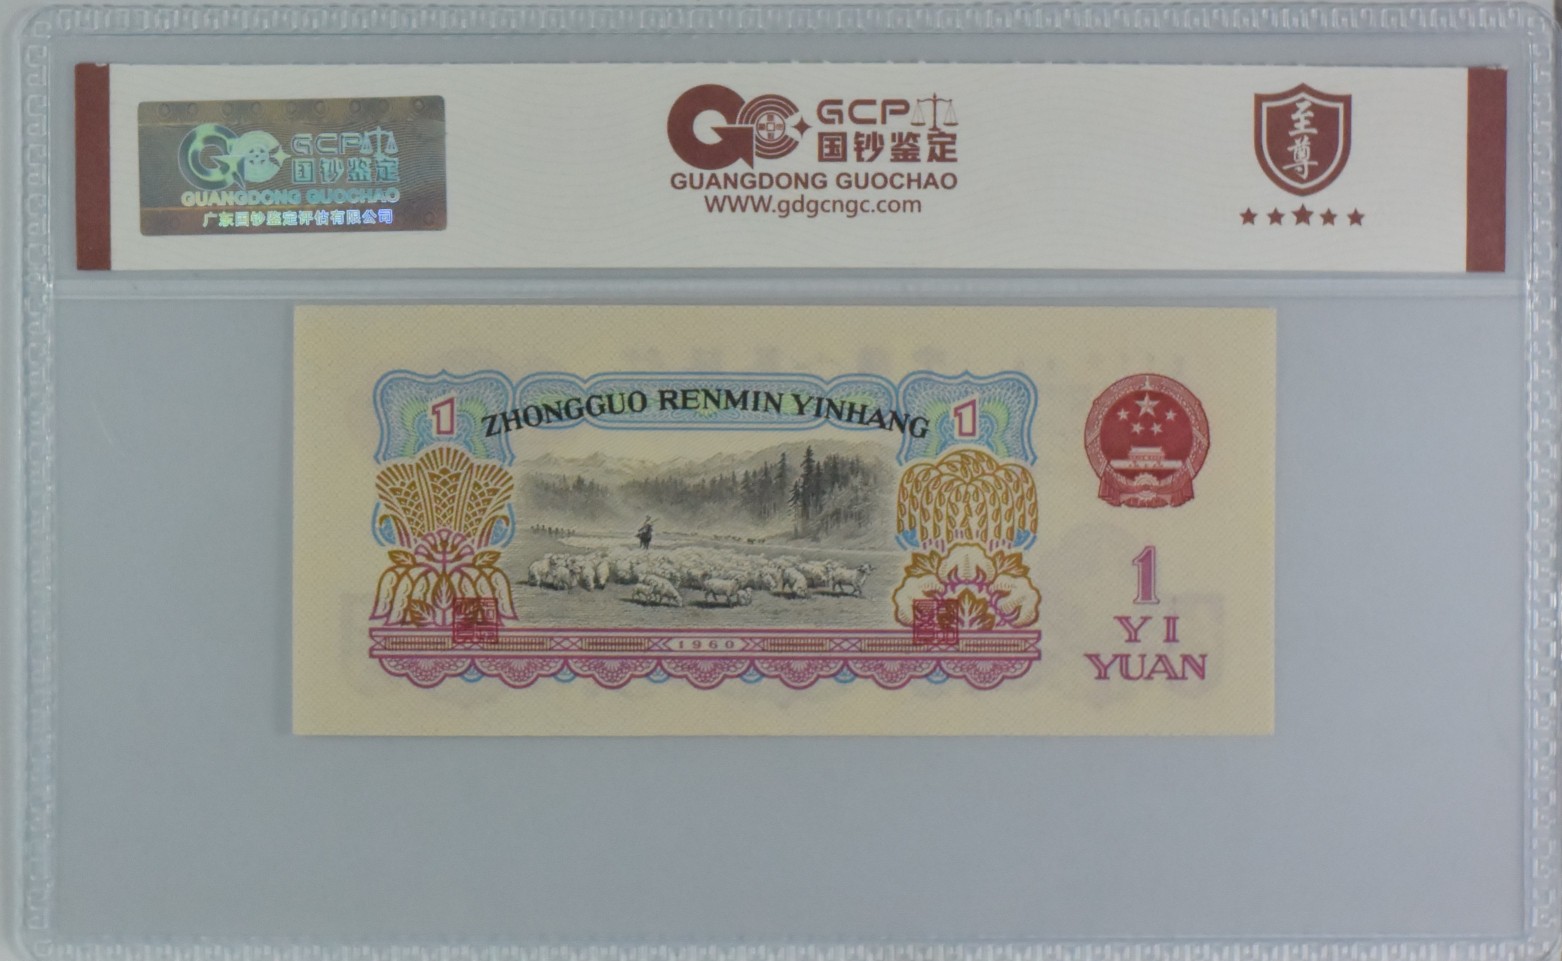 GCP
国钞鉴定
GUANGDONG GUOCHAO
广东国钞鉴定评估有限公司
GCP
国钞鉴定
GUANGDONG GUOCHAO
WWW.gdgcngc.com
至尊
1 ZHONGGUO RENMIN YINHANG 1
1960
1
YI
YUAN